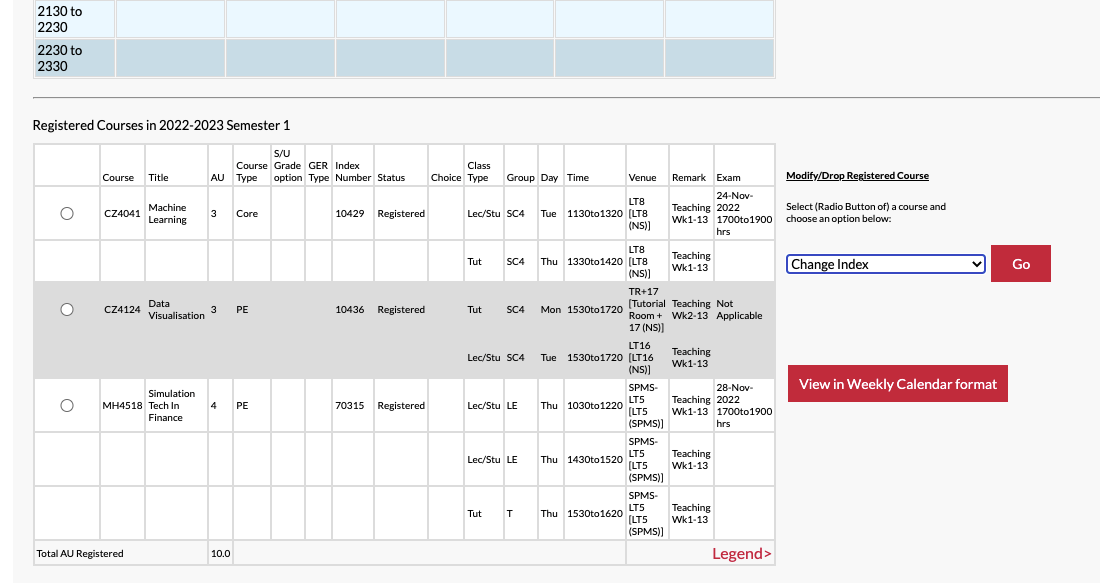 2130 to
2230
2230 to
2330
Registered Courses in 2022-2023 Semester 1
Course Title AU Course Type S/U Grade option GER Type Index Number Status Choice Class Type Group Day Time Venue Remark Exam
CZ4041 Machine Learning 3 Core 10429 Registered Lec/Stu SC4 Tue 1130to1320 LT8 [LT8 (NS)] Teaching Wk1-13 24-Nov-2022 1700to1900 hrs
Tut SC4 Thu 1330to1420 LT8 [LT8 (NS)] Teaching Wk1-13
CZ4124 Data Visualisation 3 PE 10436 Registered Tut SC4 Mon 1530to1720 TR+17 [Tutorial Room + 17 (NS)] Teaching Wk2-13 Not Applicable
Lec/Stu SC4 Tue 1530to1720 LT16 [LT16 (NS)] Teaching Wk1-13
MH4518 Simulation Tech In Finance 4 PE 70315 Registered Lec/Stu LE Thu 1030to1220 SPMS-LT5 [LT5 (SPMS)] Teaching Wk1-13 28-Nov-2022 1700to1900 hrs
Lec/Stu LE Thu 1430to1520 SPMS-LT5 [LT5 (SPMS)] Teaching Wk1-13
Tut T Thu 1530to1620 SPMS-LT5 [LT5 (SPMS)] Teaching Wk1-13
Total AU Registered 10.0 Legend>
Modify/Drop Registered Course
Select (Radio Button of) a course and
choose an option below:
Change Index Go
View in Weekly Calendar format